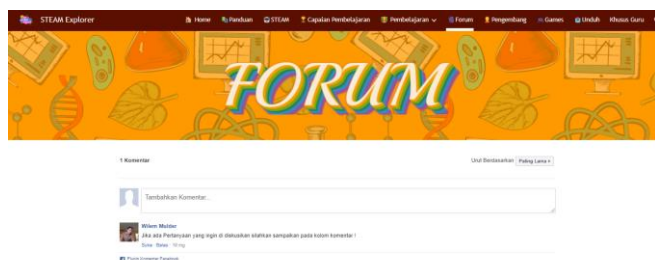 STEAM Explorer Home Panduan STEAM Capaian Pembelajaran Pembelajaran Forum Pengembang Games Unduh Khusus Guru
FORUM
1 Komentar Urut Berdasarkan Paling Lama
Tambahkan Komentar...
Wilem Mulder
Jika ada Pertanyaan yang ingin di diskusikan silahkan sampaikan pada kolom komentar !
Suka · Balas ·
Plugin Komentar Facebook